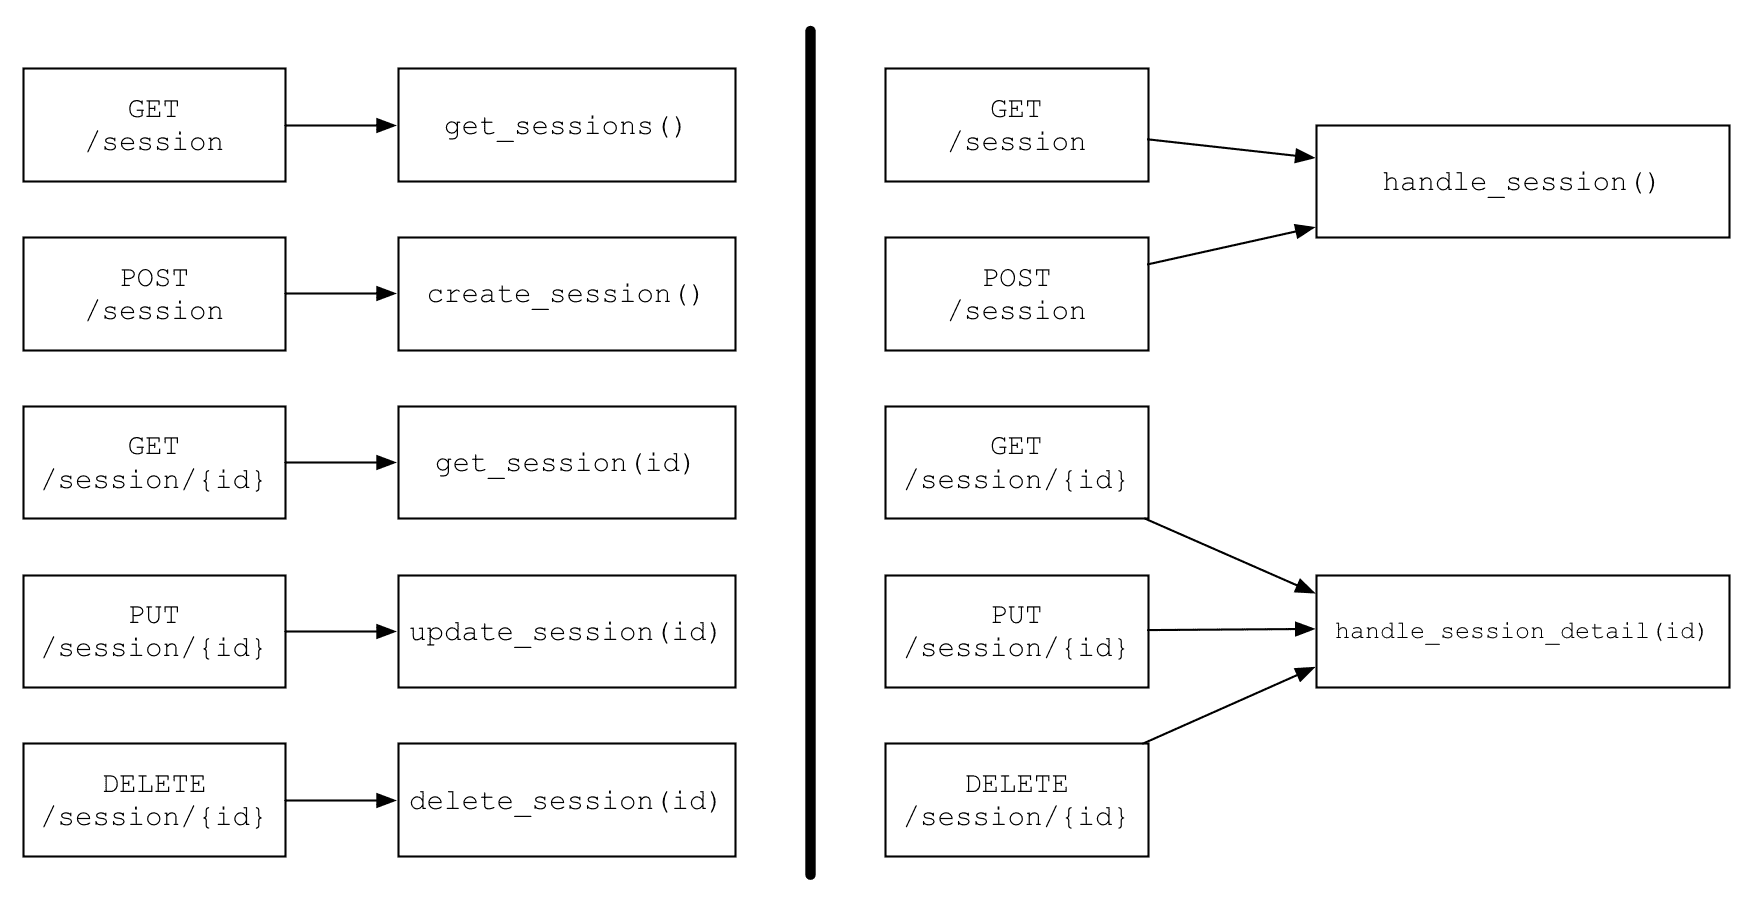 GET
/session
get_sessions()
POST
/session
create_session()
GET
/session/{id}
get_session(id)
PUT
/session/{id}
update_session(id)
DELETE
/session/{id}
delete_session(id)
GET
/session
handle_session()
POST
/session
GET
/session/{id}
PUT
/session/{id}
handle_session_detail(id)
DELETE
/session/{id}